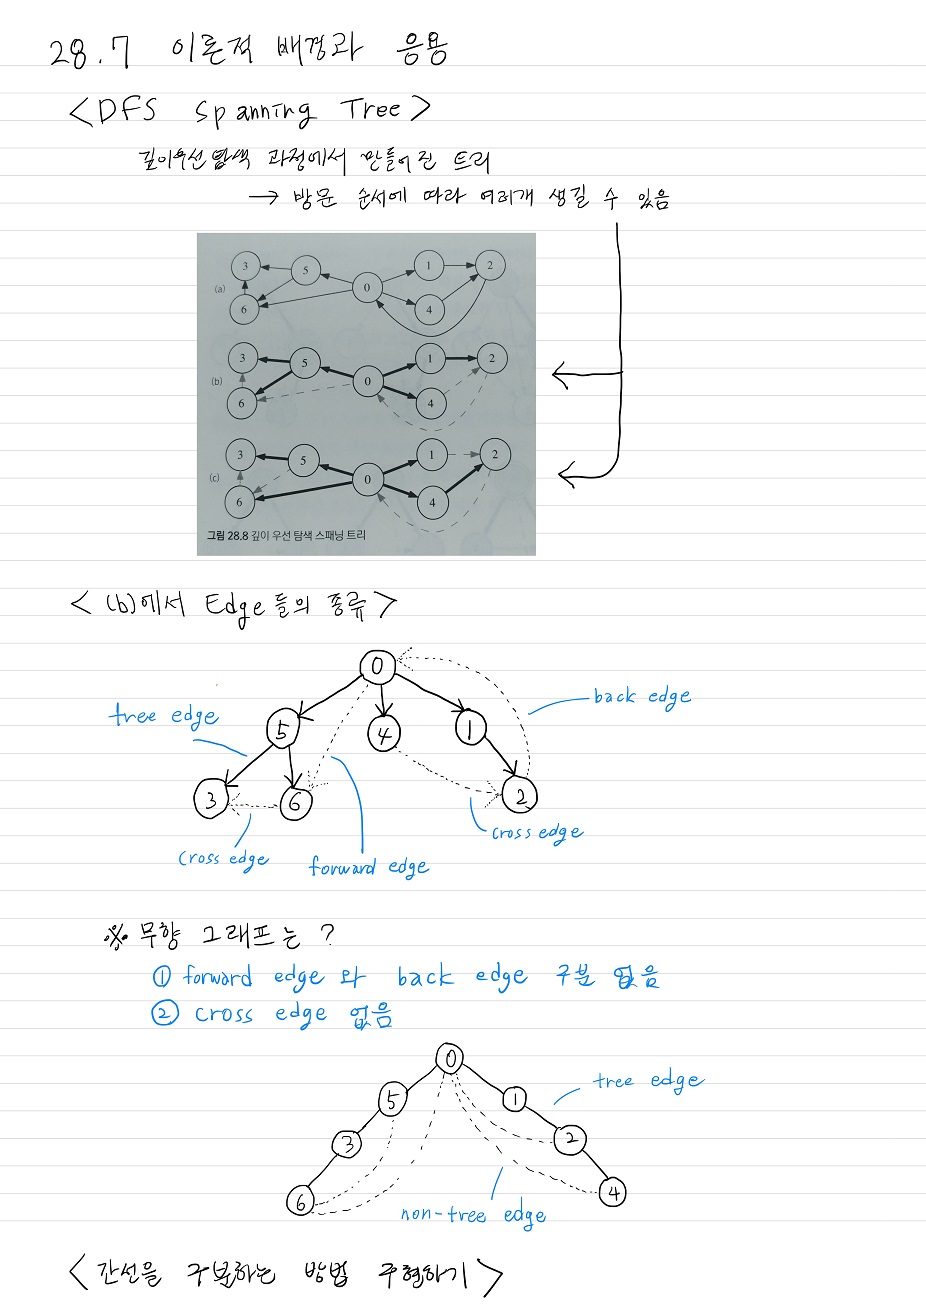 28.7 이론적 배경과 응용
<DFS Spanning Tree>
깊이우선탐색 과정에서 만들어진 트리
→ 방문 순서에 따라 여러개 생길 수 있음
(a) 3 5 0 1 2 6 4
(b) 3 5 0 1 2 6 4
(c) 3 5 0 1 2 6 4
그림 28.8 깊이 우선 탐색 스패닝 트리
<(b)에서 Edge들의 종류>
0
back edge
tree edge
5 4 1
3 6 2
cross edge
cross edge
forward edge
※ 무향 그래프는?
① forward edge와 back edge 구분 없음
② cross edge 없음
0
tree edge
5 1
3 2
6 4
non-tree edge
<간선을 구분하는 방법 구현하기>